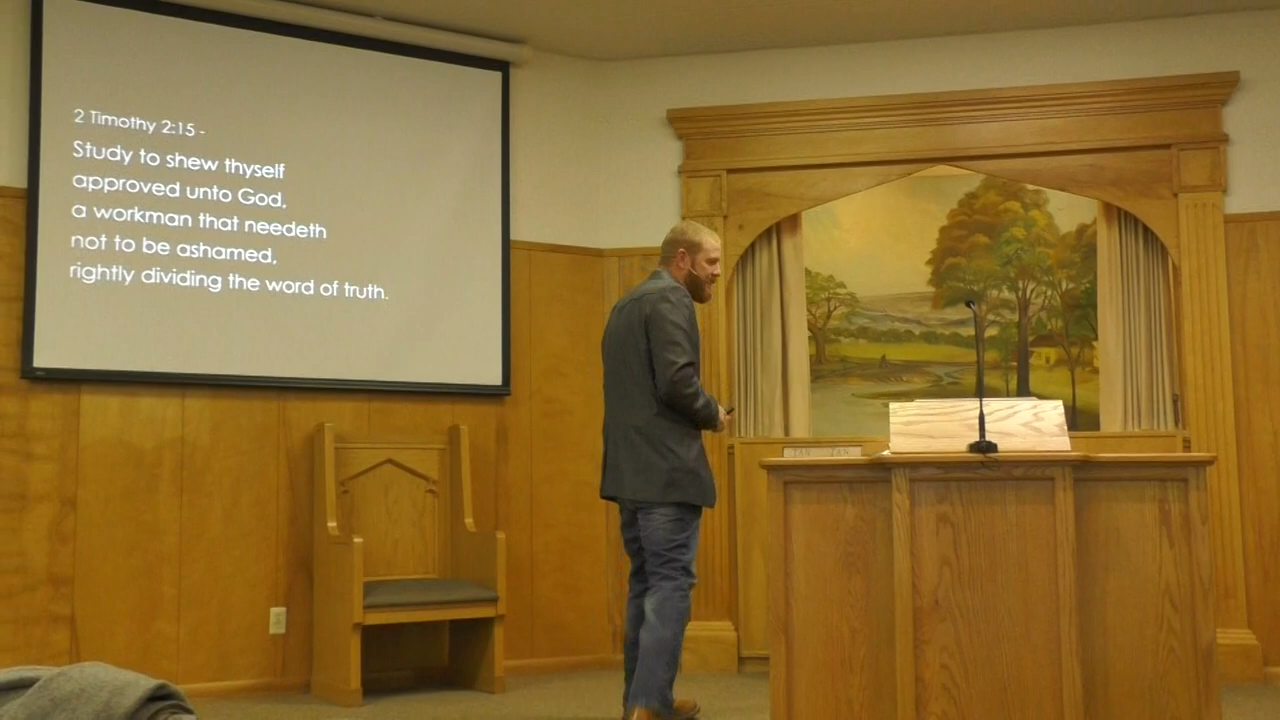 2 Timothy 2:15 -
Study to shew thyself
approved unto God,
a workman that needeth
not to be ashamed,
rightly dividing the word of truth.